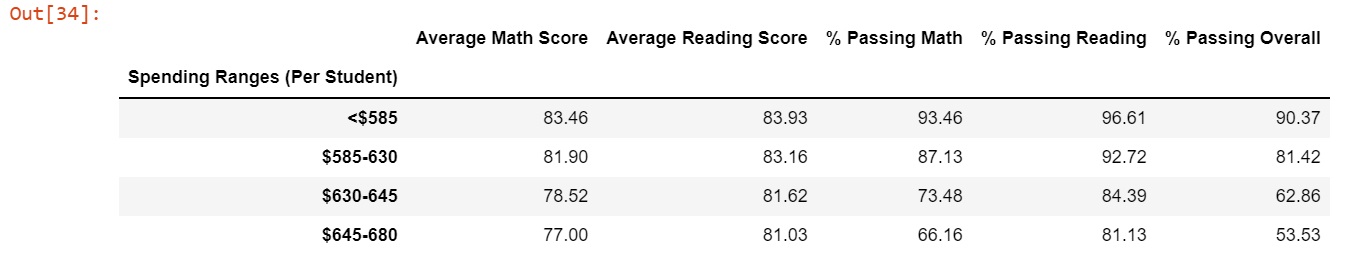 Out[34]:
Average Math Score Average Reading Score % Passing Math % Passing Reading % Passing Overall
Spending Ranges (Per Student)
<$585 83.46 83.93 93.46 96.61 90.37
$585-630 81.90 83.16 87.13 92.72 81.42
$630-645 78.52 81.62 73.48 84.39 62.86
$645-680 77.00 81.03 66.16 81.13 53.53